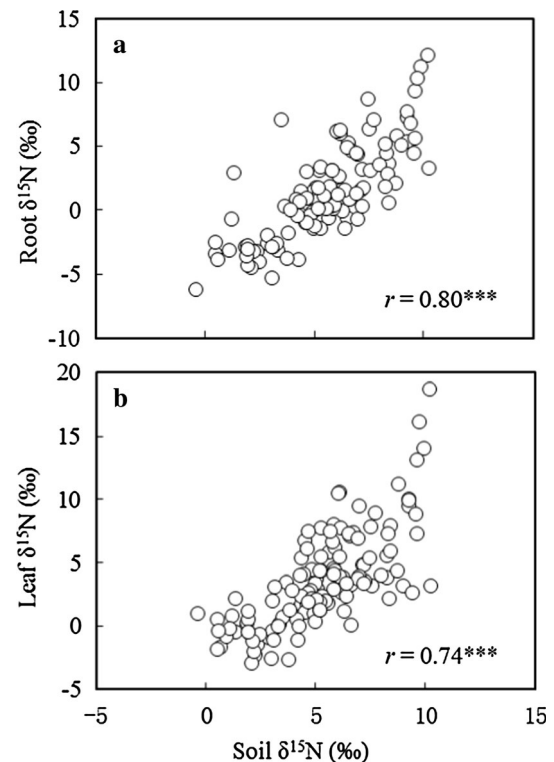 a
15
10
5
0
-5
-10
Root δ¹⁵N (‰)
r = 0.80***
b
20
15
10
5
0
-5
Leaf δ¹⁵N (‰)
r = 0.74***
−5 0 5 10 15
Soil δ¹⁵N (‰)